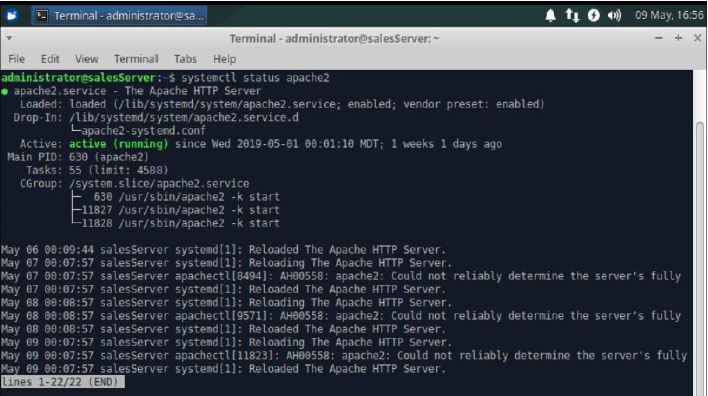 Terminal - administrator@sa...
09 May, 16:56
Terminal - administrator@salesServer: ~
File Edit View Terminal Tabs Help
administrator@salesServer:~$ systemctl status apache2
● apache2.service - The Apache HTTP Server
Loaded: loaded (/lib/systemd/system/apache2.service; enabled; vendor preset: enabled)
Drop-In: /lib/systemd/system/apache2.service.d
└─apache2-systemd.conf
Active: active (running) since Wed 2019-05-01 00:01:10 MDT; 1 weeks 1 days ago
Main PID: 630 (apache2)
Tasks: 55 (limit: 4588)
CGroup: /system.slice/apache2.service
├─ 630 /usr/sbin/apache2 -k start
├─11827 /usr/sbin/apache2 -k start
└─11828 /usr/sbin/apache2 -k start
May 06 00:09:44 salesServer systemd[1]: Reloaded The Apache HTTP Server.
May 07 00:07:57 salesServer systemd[1]: Reloading The Apache HTTP Server.
May 07 00:07:57 salesServer apachectl[8494]: AH00558: apache2: Could not reliably determine the server's fully
May 07 00:07:57 salesServer systemd[1]: Reloaded The Apache HTTP Server.
May 08 00:08:57 salesServer systemd[1]: Reloading The Apache HTTP Server.
May 08 00:08:57 salesServer apachectl[9571]: AH00558: apache2: Could not reliably determine the server's fully
May 08 00:08:57 salesServer systemd[1]: Reloaded The Apache HTTP Server.
May 09 00:07:57 salesServer systemd[1]: Reloading The Apache HTTP Server.
May 09 00:07:57 salesServer apachectl[11823]: AH00558: apache2: Could not reliably determine the server's fully
May 09 00:07:57 salesServer systemd[1]: Reloaded The Apache HTTP Server.
lines 1-22/22 (END)